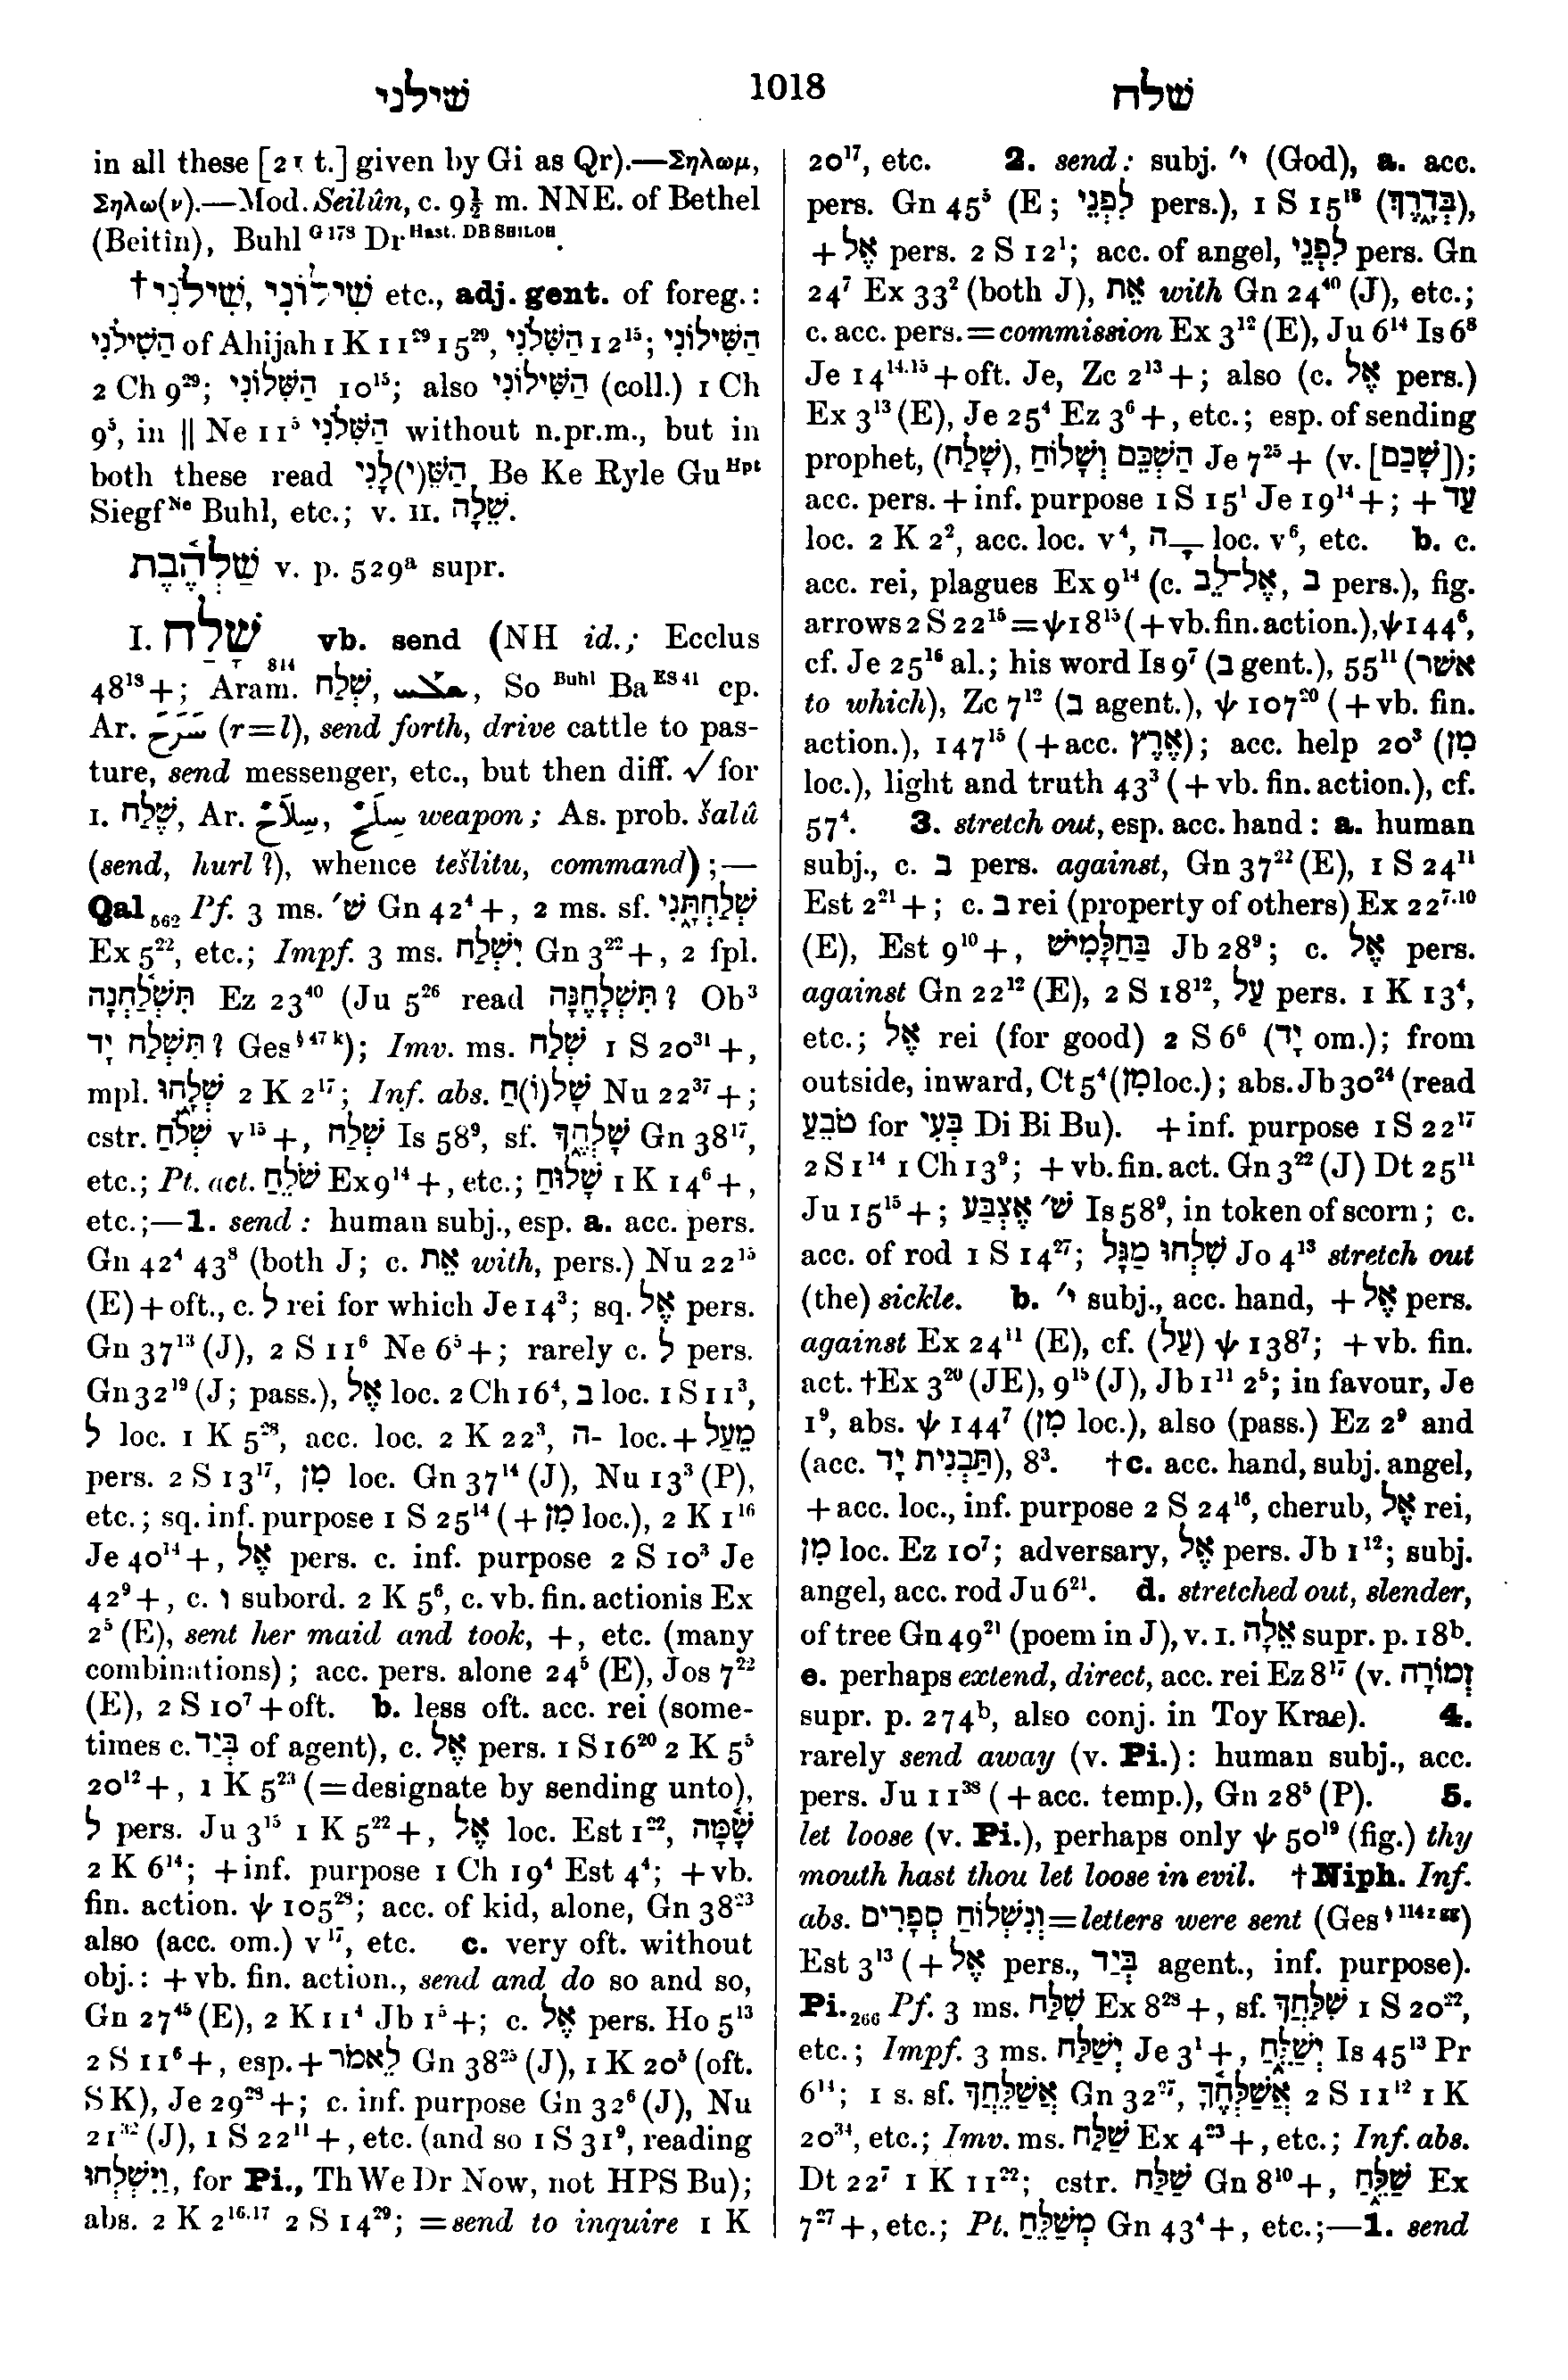 שׁילני
1018
שׁלח
in all these [21 t.] given by Gi as Qr).—Σηλωμ,
Σηλω(ν).—Mod. Seilûn, c. 9½ m. NNE. of Bethel
(Beitîn), Buhl G 178 Dr Hast. DB SHILOH.
†שִׁילֹנִי, שִׁילוֹנִי etc., adj. gent. of foreg.:
הַשִּׁילֹנִי of Ahijah 1 K 11²⁹ 15²⁹, הַשִּׁלֹנִי 12¹⁵; הַשִּׁילוֹנִי
2 Ch 9²⁹; הַשִּׁלוֹנִי 10¹⁵; also הַשִּׁילוֹנִי (coll.) 1 Ch
9⁵, in ‖ Ne 11⁵ הַשִּׁלֹנִי without n.pr.m., but in
both these read הַשֵּׁ(י)לָנִי, Be Ke Ryle Gu Hpt
Siegf Ne Buhl, etc.; v. II. שֵׁלָה.
שַׁלְהֶבֶת v. p. 529ᵃ supr.
I. שָׁלַח 814 vb. send (NH id.; Ecclus
48¹⁸+; Aram. שְׁלַח, ܫܠܚ, So Buhl Ba ES 41 cp.
Ar. سَرَحَ (r=l), send forth, drive cattle to pas-
ture, send messenger, etc., but then diff. √ for
I. שֶׁלַח, Ar. سِلَاحٌ, سِلَحٌ weapon; As. prob. šalû
(send, hurl?), whence tešlitu, command);—
Qal 562 Pf. 3 ms. שׁ׳ Gn 42⁴+, 2 ms. sf. שְׁלַחְתָּנִי
Ex 5²², etc.; Impf. 3 ms. יִשְׁלַח Gn 3²²+, 2 fpl.
תִּשְׁלַחְנָה Ez 23⁴⁰ (Ju 5²⁶ read תִּשְׁלָחֶנָּה? Ob³
תִּשְׁלַח יָד? Ges § 47 k); Imv. ms. שְׁלַח 1 S 20³¹+,
mpl. שְׁלָחוּ 2 K 2¹⁷; Inf. abs. שָׁל(וֹ)חַ Nu 22³⁷+;
cstr. שְׁלֹחַ v¹⁵+, שְׁלַח Is 58⁹, sf. שָׁלְחֶךָ Gn 38¹⁷,
etc.; Pt. act. שֹׁלֵחַ Ex 9¹⁴+, etc.; שָׁלוּחַ 1 K 14⁶+,
etc.;—1. send: human subj., esp. a. acc. pers.
Gn 42⁴ 43⁸ (both J; c. אֵת with, pers.) Nu 22¹⁵
(E)+oft., c. לְ rei for which Je 14³; sq. אֶל pers.
Gn 37¹³ (J), 2 S 11⁶ Ne 6³+; rarely c. לְ pers.
Gn 32¹⁹ (J; pass.), אֶל loc. 2 Ch 16⁴, בְּ loc. 1 S 11³,
לְ loc. 1 K 5²⁸, acc. loc. 2 K 22³, ה- loc.+מֵעַל
pers. 2 S 13¹⁷, מִן loc. Gn 37¹⁴ (J), Nu 13³ (P),
etc.; sq. inf. purpose 1 S 25¹⁴ (+מִן loc.), 2 K 1¹⁶
Je 40¹⁴+, אֶל pers. c. inf. purpose 2 S 10³ Je
42⁹+, c. ו subord. 2 K 5⁶, c. vb. fin. actionis Ex
2⁵ (E), sent her maid and took, +, etc. (many
combinations); acc. pers. alone 24⁵ (E), Jos 7²²
(E), 2 S 10⁷+oft. b. less oft. acc. rei (some-
times c. בְּיַד of agent), c. אֶל pers. 1 S 16²⁰ 2 K 5⁵
20¹²+, 1 K 5²³ (=designate by sending unto),
לְ pers. Ju 3¹⁵ 1 K 5²²+, אֶל loc. Est 1²², שָׁמָּה
2 K 6¹⁴; +inf. purpose 1 Ch 19⁴ Est 4⁴; +vb.
fin. action. ψ 105²⁸; acc. of kid, alone, Gn 38²³
also (acc. om.) v¹⁷, etc. c. very oft. without
obj.: +vb. fin. action., send and do so and so,
Gn 27⁴⁵ (E), 2 K 11⁴ Jb 1⁵+; c. אֶל pers. Ho 5¹³
2 S 11⁶+, esp.+לֵאמֹר Gn 38²⁵ (J), 1 K 20⁵ (oft.
S K), Je 29²⁸+; c. inf. purpose Gn 32⁶ (J), Nu
21³² (J), 1 S 22¹¹+, etc. (and so 1 S 31⁹, reading
וַיִּשְׁלְחוּ, for Pi., Th We Dr Now, not HPS Bu);
abs. 2 K 2¹⁶·¹⁷ 2 S 14²⁹; =send to inquire 1 K
20¹⁷, etc. 2. send: subj. י׳ (God), a. acc.
pers. Gn 45⁵ (E; לִפְנֵי pers.), 1 S 15¹⁸ (בְּדֶרֶךְ),
+אֶל pers. 2 S 12¹; acc. of angel, לִפְנֵי pers. Gn
24⁷ Ex 33² (both J), אֵת with Gn 24⁴⁰ (J), etc.;
c. acc. pers.=commission Ex 3¹² (E), Ju 6¹⁴ Is 6⁸
Je 14¹⁴·¹⁵+oft. Je, Zc 2¹³+; also (c. אֶל pers.)
Ex 3¹³ (E), Je 25⁴ Ez 3⁶+, etc.; esp. of sending
prophet, (שָׁלַח), הַשְׁכֵּם וְשָׁלוֹחַ Je 7²⁵+ (v. [שָׁכַם]);
acc. pers. +inf. purpose 1 S 15¹ Je 19¹⁴+; +עַד
loc. 2 K 2², acc. loc. v⁴, ־ָה loc. v⁶, etc. b. c.
acc. rei, plagues Ex 9¹⁴ (c. אֶל־לֵב, בְּ pers.), fig.
arrows 2 S 22¹⁵=ψ18¹⁵ (+vb. fin. action.), ψ144⁶,
cf. Je 25¹⁶ al.; his word Is 9⁷ (בְּ gent.), 55¹¹ (אשׁר
to which), Zc 7¹² (בְּ agent.), ψ 107²⁰ (+vb. fin.
action.), 147¹⁵ (+acc. אֶרֶץ); acc. help 20³ (מִן
loc.), light and truth 43³ (+vb. fin. action.), cf.
57⁴. 3. stretch out, esp. acc. hand: a. human
subj., c. בְּ pers. against, Gn 37²² (E), 1 S 24¹¹
Est 2²¹+; c. בְּ rei (property of others) Ex 22⁷·¹⁰
(E), Est 9¹⁰+, בַּחַלָּמִישׁ Jb 28⁹; c. אֶל pers.
against Gn 22¹² (E), 2 S 18¹², עַל pers. 1 K 13⁴,
etc.; אֶל rei (for good) 2 S 6⁶ (יָד om.); from
outside, inward, Ct 5⁴ (מִן loc.); abs. Jb 30²⁴ (read
טֹבֵעַ for בְּעִי Di Bi Bu). +inf. purpose 1 S 22¹⁷
2 S 1¹⁴ 1 Ch 13⁹; +vb. fin. act. Gn 3²² (J) Dt 25¹¹
Ju 15¹⁵+; שׁ׳ אֶצְבַּע Is 58⁹, in token of scorn; c.
acc. of rod 1 S 14²⁷; שִׁלְחוּ מַגָּל Jo 4¹³ stretch out
(the) sickle. b. י׳ subj., acc. hand, +אֶל pers.
against Ex 24¹¹ (E), cf. (עַל) ψ 138⁷; +vb. fin.
act. †Ex 3²⁰ (JE), 9¹⁵ (J), Jb 1¹¹ 2⁵; in favour, Je
1⁹, abs. ψ 144⁷ (מִן loc.), also (pass.) Ez 2⁹ and
(acc. תַּבְנִית יָד), 8³. †c. acc. hand, subj. angel,
+acc. loc., inf. purpose 2 S 24¹⁶, cherub, אֶל rei,
מִן loc. Ez 10⁷; adversary, אֶל pers. Jb 1¹²; subj.
angel, acc. rod Ju 6²¹. d. stretched out, slender,
of tree Gn 49²¹ (poem in J), v. I. אֵלָה supr. p. 18ᵇ.
e. perhaps extend, direct, acc. rei Ez 8¹⁷ (v. זְמוֹרָה
supr. p. 274ᵇ, also conj. in Toy Krae). 4.
rarely send away (v. Pi.): human subj., acc.
pers. Ju 11³⁸ (+acc. temp.), Gn 28⁵ (P). 5.
let loose (v. Pi.), perhaps only ψ 50¹⁹ (fig.) thy
mouth hast thou let loose in evil. †Niph. Inf.
abs. וְנִשְׁלוֹחַ סְפָרִים=letters were sent (Ges § 114 z gg)
Est 3¹³ (+אֶל pers., בְּיַד agent., inf. purpose).
Pi. 266 Pf. 3 ms. שִׁלַּח Ex 8²⁸+, sf. שִׁלְּחֲךָ 1 S 20²²,
etc.; Impf. 3 ms. יְשַׁלַּח Je 3¹+, יְשַׁלֵּחַ Is 45¹³ Pr
6¹⁴; 1 s. sf. אֲשַׁלֵּחֲךָ Gn 32²⁷, אֲשַׁלְּחֶךָּ 2 S 11¹² 1 K
20³⁴, etc.; Imv. ms. שַׁלַּח Ex 4²³+, etc.; Inf. abs.
Dt 22⁷ 1 K 11²²; cstr. שַׁלַּח Gn 8¹⁰+, שַׁלֵּחַ Ex
7²⁷+, etc.; Pt. מְשַׁלֵּחַ Gn 43⁴+, etc.;—1. send